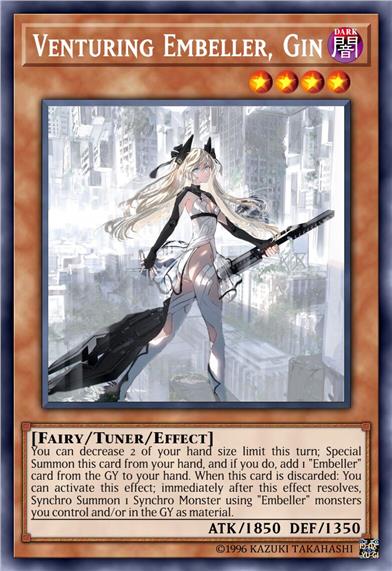 VENTURING EMBELLER, GIN
DARK
闇
[FAIRY/TUNER/EFFECT]
You can decrease 2 of your hand size limit this turn; Special
Summon this card from your hand, and if you do, add 1 "Embeller"
card from the GY to your hand. When this card is discarded: You
can activate this effect; immediately after this effect resolves,
Synchro Summon 1 Synchro Monster using "Embeller" monsters
you control and/or in the GY as material.
ATK/1850 DEF/1350
©1996 KAZUKI TAKAHASHI